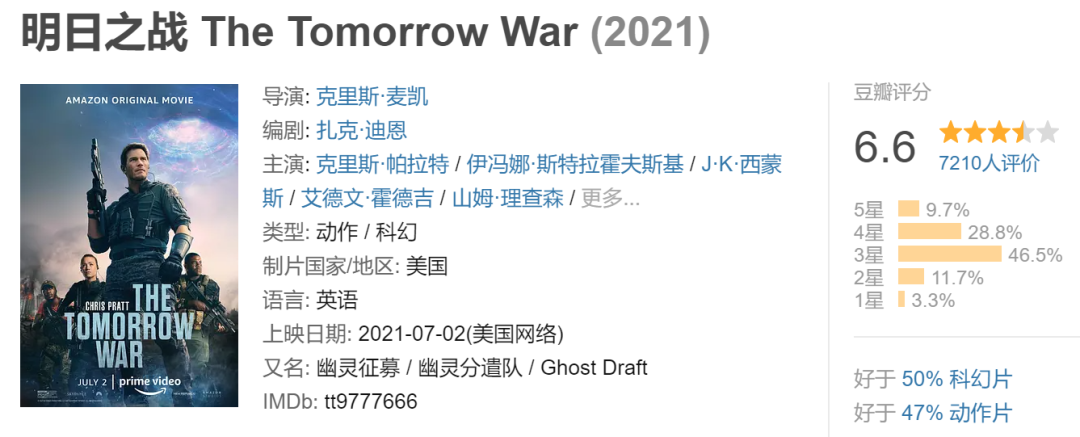 明日之战 The Tomorrow War (2021)
AMAZON ORIGINAL MOVIE
CHRIS PRATT
THE
TOMORROW
WAR
JULY 2 | prime video
导演: 克里斯·麦凯
编剧: 扎克·迪恩
主演: 克里斯·帕拉特 / 伊冯娜·斯特拉霍夫斯基 / J·K·西蒙
斯 / 艾德文·霍德吉 / 山姆·理查森 / 更多...
类型: 动作 / 科幻
制片国家/地区: 美国
语言: 英语
上映日期: 2021-07-02(美国网络)
又名: 幽灵征募 / 幽灵分遣队 / Ghost Draft
IMDb: tt9777666
豆瓣评分
6.6
7210人评价
5星 9.7%
4星 28.8%
3星 46.5%
2星 11.7%
1星 3.3%
好于 50% 科幻片
好于 47% 动作片